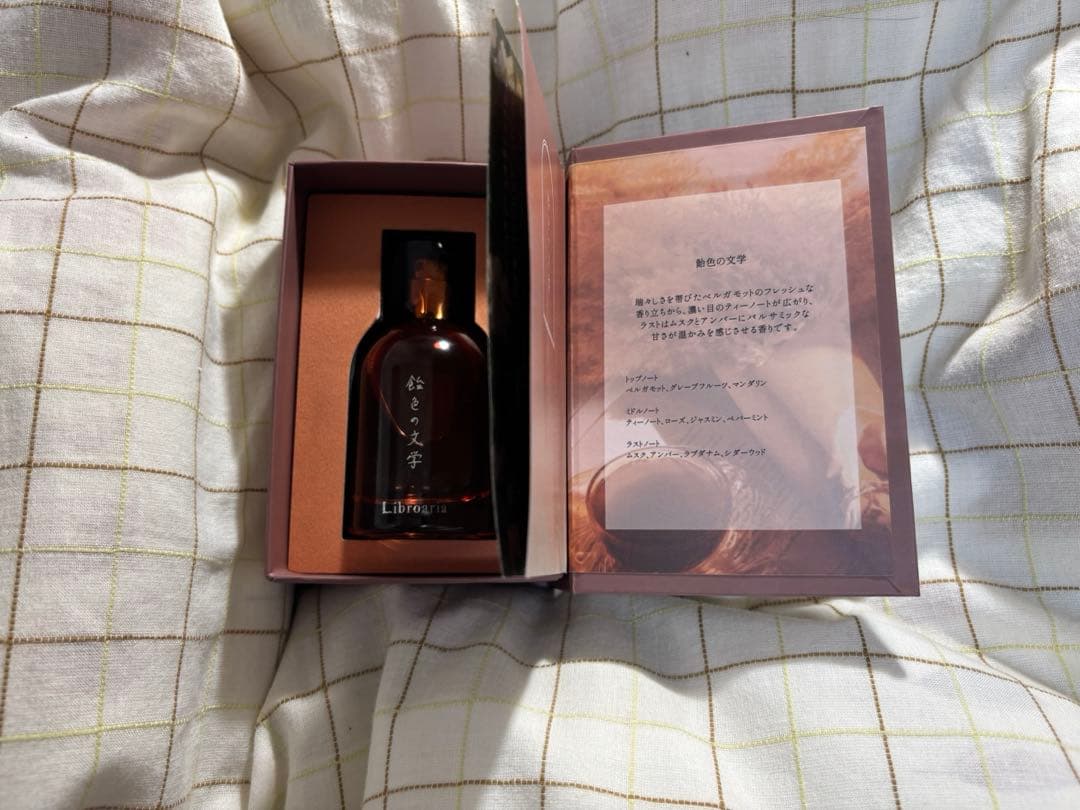 飴色の文学
Libroaria
飴色の文学
瑞々しさを帯びたベルガモットのフレッシュな
香り立ちから、濃い目のティーノートが広がり、
ラストはムスクとアンバーにバルサミックな
甘さが温かみを感じさせる香りです。
トップノート
ベルガモット、グレープフルーツ、マンダリン
ミドルノート
ティーノート、ローズ、ジャスミン、ペパーミント
ラストノート
ムスク、アンバー、ラブダナム、シダーウッド